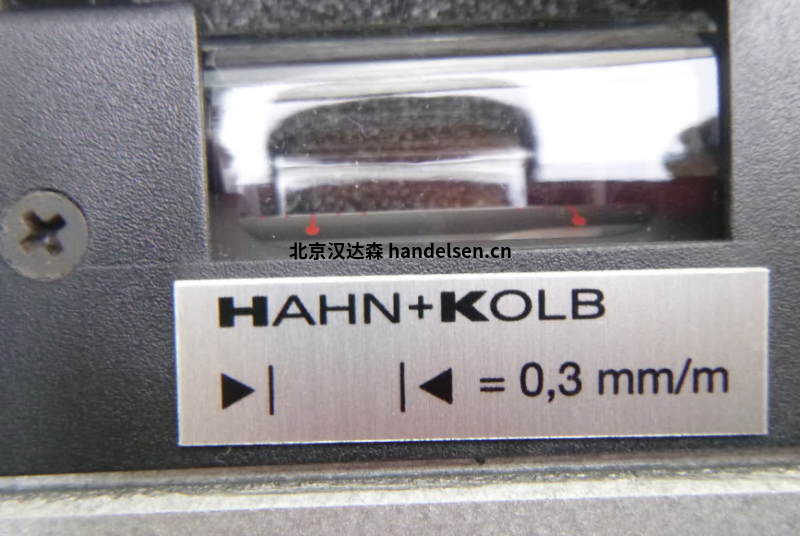 北京汉达森 handelsen.cn
HAHN+KOLB
▶| |◀ = 0,3 mm/m